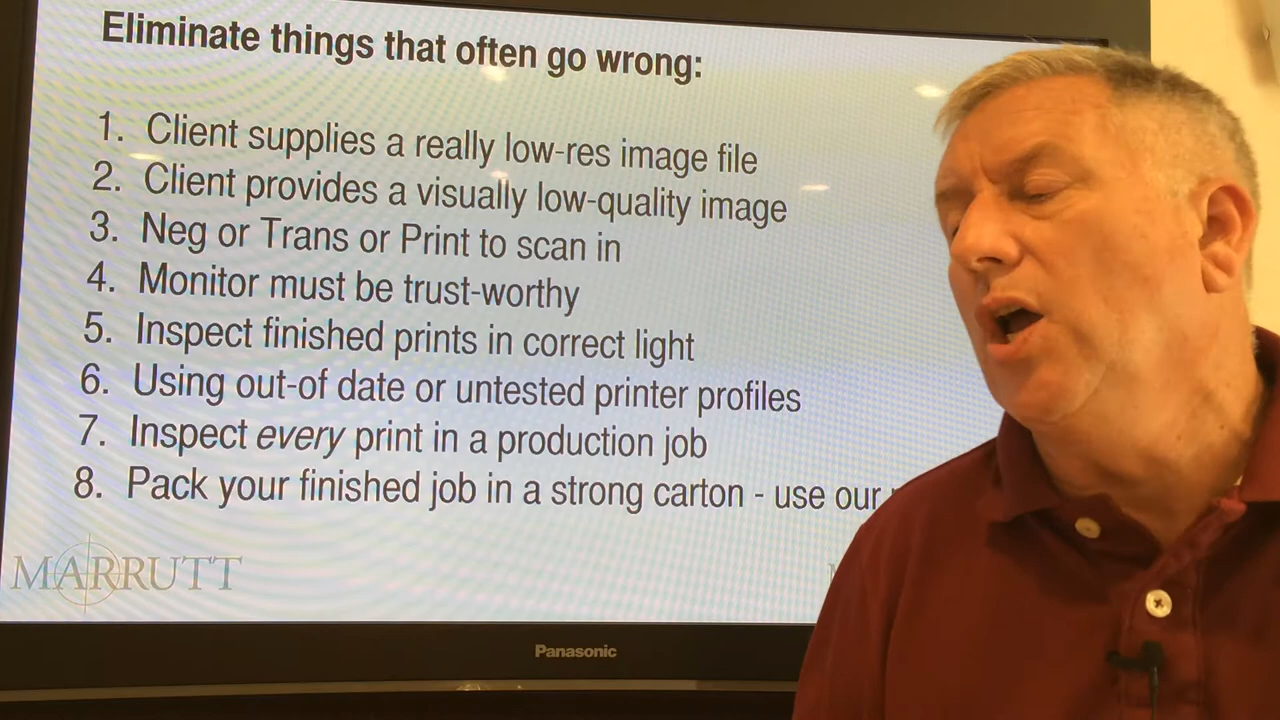 Eliminate things that often go wrong:
1. Client supplies a really low-res image file
2. Client provides a visually low-quality image
3. Neg or Trans or Print to scan in
4. Monitor must be trust-worthy
5. Inspect finished prints in correct light
6. Using out-of date or untested printer profiles
7. Inspect every print in a production job
8. Pack your finished job in a strong carton - use our
MARRUTT
Panasonic